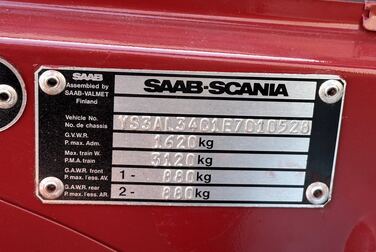 SAAB SAAB-SCANIA
Assembled by
SAAB-VALMET
Finland
Vehicle No.
No. de chassis YS3AL34G1E7010528
G.V.W.R.
P. max. Adm. 1620 kg
Max. train W.
P.M.A. train 3120 kg
G.A.W.R. front
P. max. l'ess. AV. 1 - 880 kg
G.A.W.R. rear
P. max. l'ess. AR. 2 - 880 kg